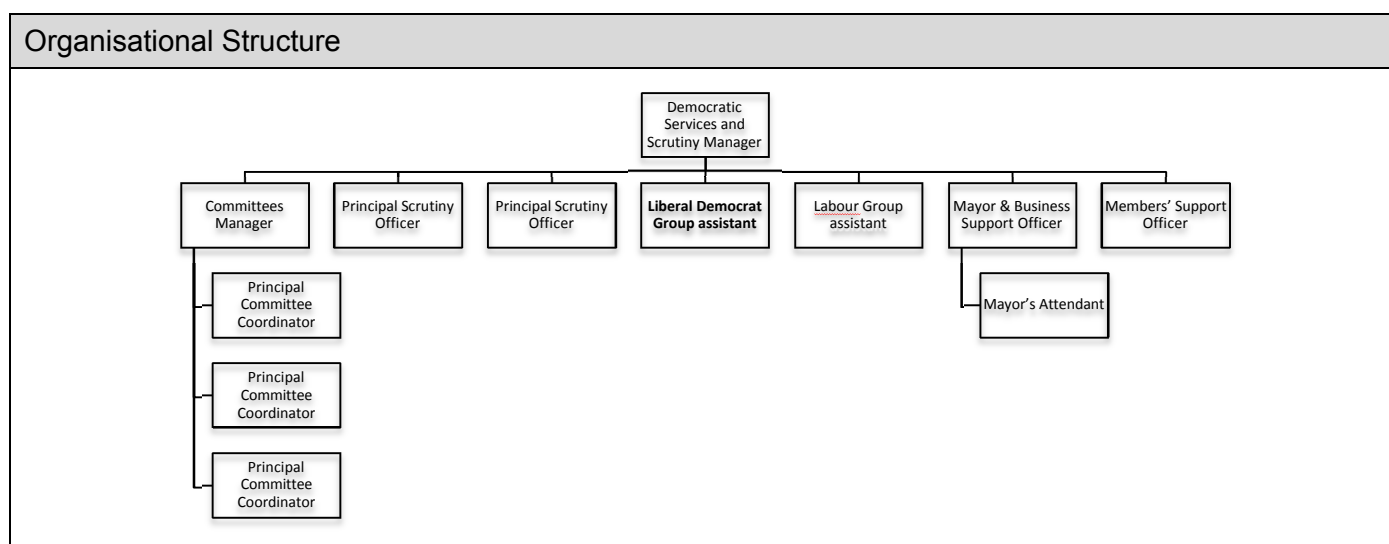 Organisational Structure
Democratic
Services and
Scrutiny Manager
Committees
Manager
Principal Scrutiny
Officer
Principal Scrutiny
Officer
Liberal Democrat
Group assistant
Labour Group
assistant
Mayor & Business
Support Officer
Members’ Support
Officer
Principal
Committee
Coordinator
Mayor’s Attendant
Principal
Committee
Coordinator
Principal
Committee
Coordinator